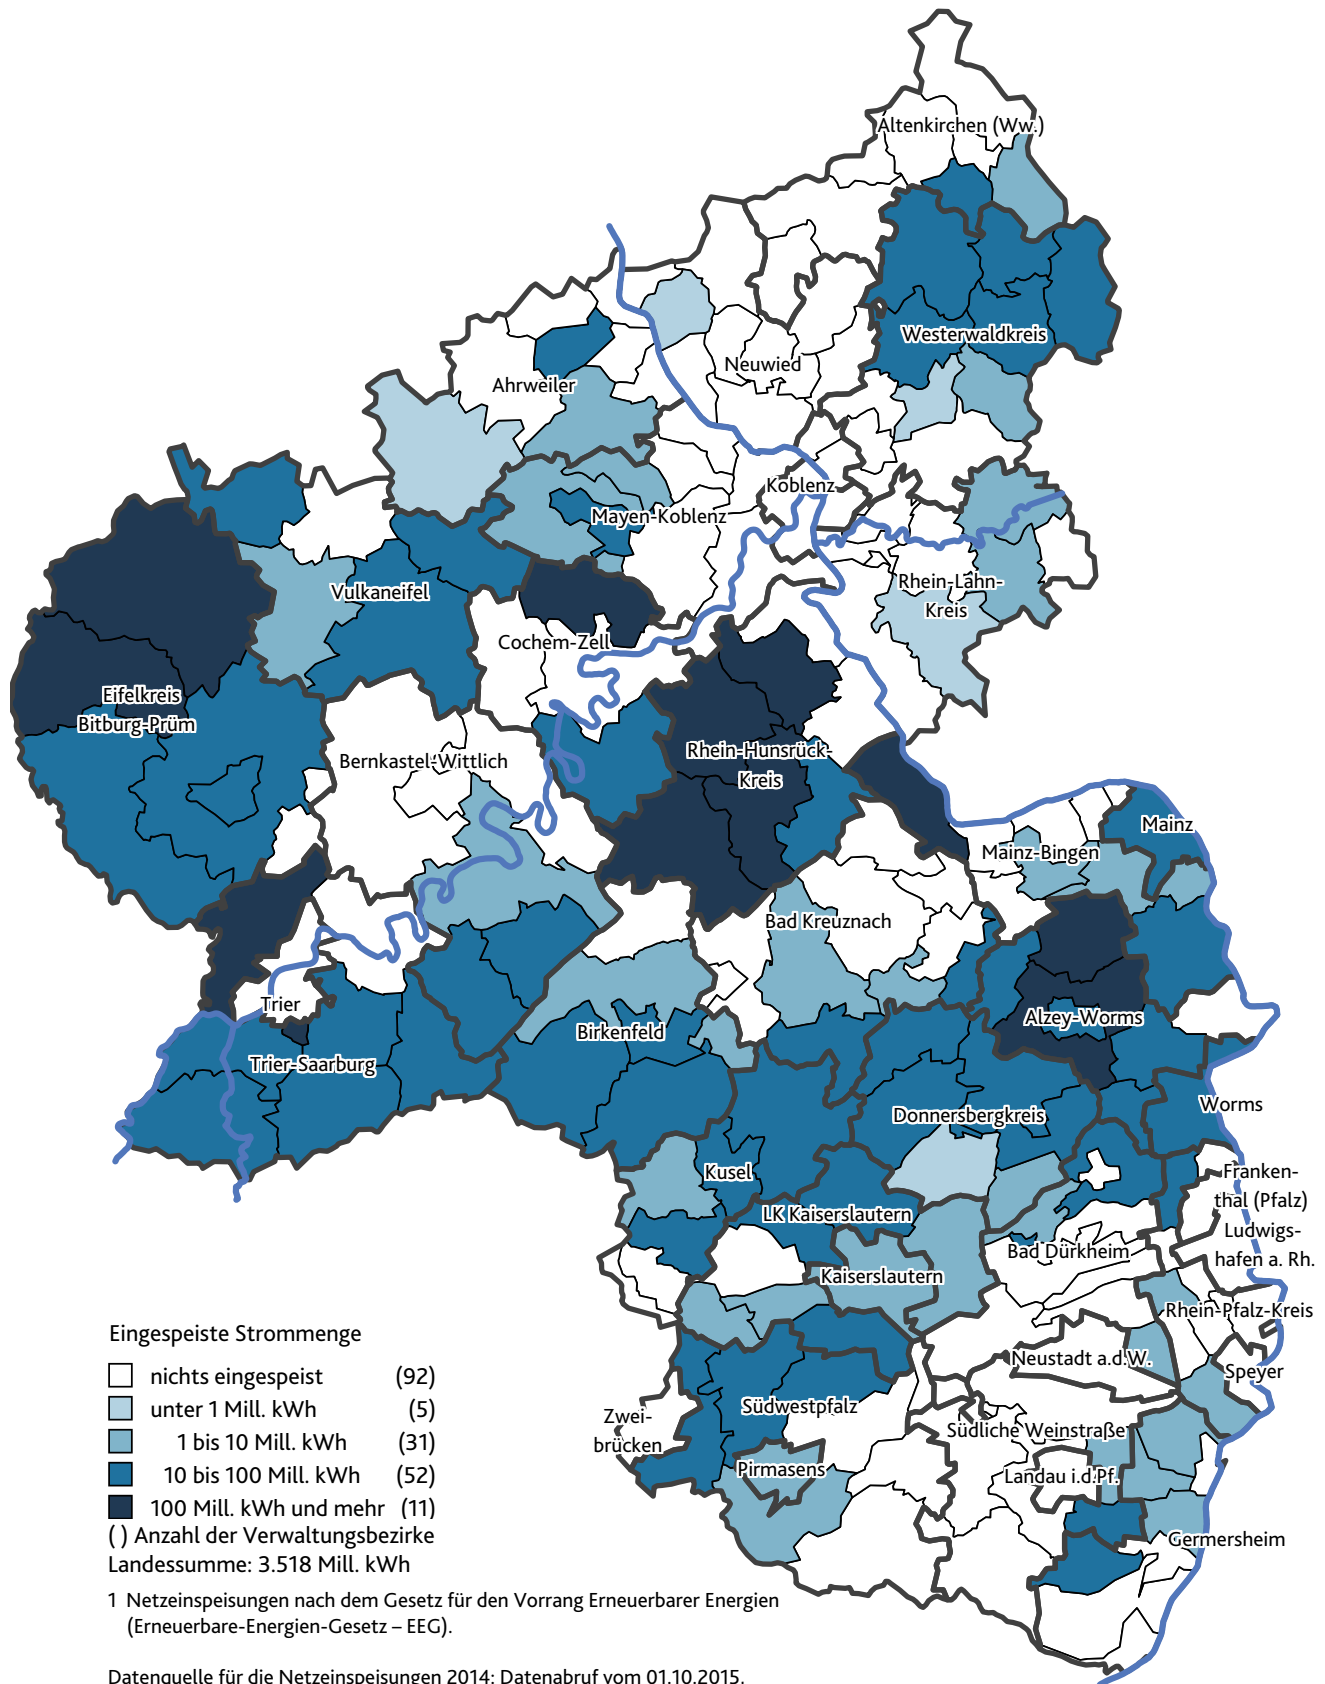 Altenkirchen (Ww.)
Westerwaldkreis
Neuwied
Ahrweiler
Koblenz
Mayen-Koblenz
Rhein-Lahn-
Kreis
Vulkaneifel
Cochem-Zell
Eifelkreis
Bitburg-Prüm
Bernkastel-Wittlich
Rhein-Hunsrück-
Kreis
Mainz
Mainz-Bingen
Bad Kreuznach
Trier
Alzey-Worms
Birkenfeld
Trier-Saarburg
Donnersbergkreis
Worms
Kusel
Franken-
thal (Pfalz)
LK Kaiserslautern
Ludwigs-
hafen a. Rh.
Bad Dürkheim
Kaiserslautern
Rhein-Pfalz-Kreis
Neustadt a.d.W.
Speyer
Südwestpfalz
Zwei-
brücken
Südliche Weinstraße
Pirmasens
Landau i.d.Pf.
Germersheim
Eingespeiste Strommenge
nichts eingespeist (92)
unter 1 Mill. kWh (5)
1 bis 10 Mill. kWh (31)
10 bis 100 Mill. kWh (52)
100 Mill. kWh und mehr (11)
( ) Anzahl der Verwaltungsbezirke
Landessumme: 3.518 Mill. kWh
1 Netzeinspeisungen nach dem Gesetz für den Vorrang Erneuerbarer Energien
(Erneuerbare-Energien-Gesetz – EEG).
Datenquelle für die Netzeinspeisungen 2014: Datenabruf vom 01.10.2015.